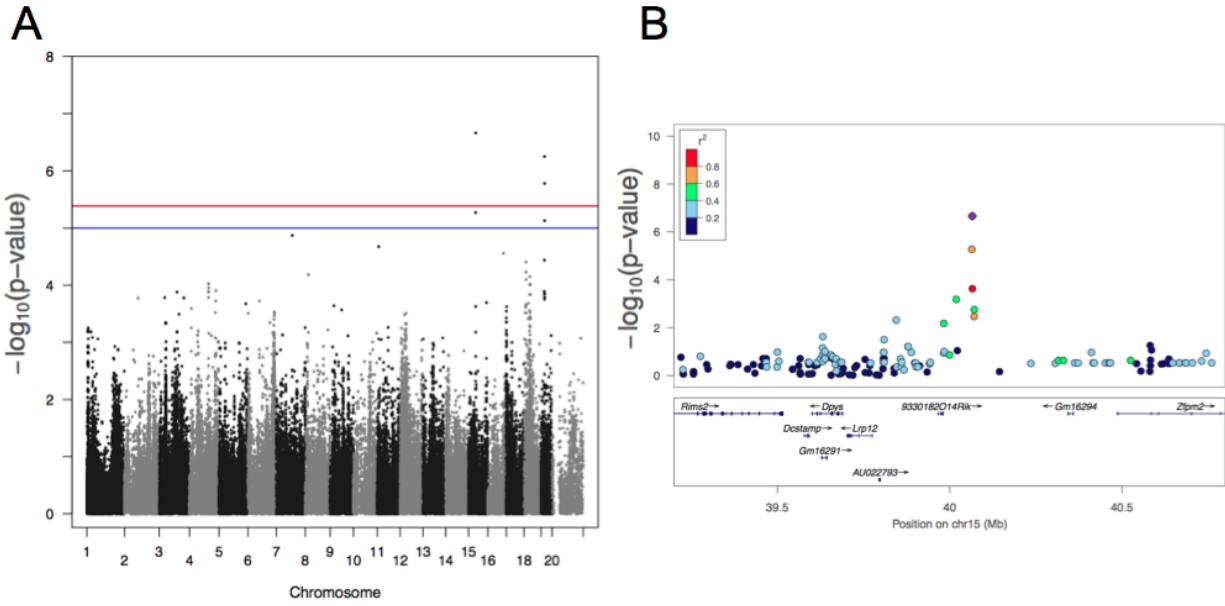 A
B
8
6
4
2
0
−log10(p−value)
1 2 3 4 5 6 7 8 9 10 11 12 13 14 15 16 18 20
Chromosome
r2
0.8
0.6
0.4
0.2
10
8
6
4
2
0
−log10(p−value)
Rims2→
←Dpys
9330182O14Rik→
←Gm16294
Zfpm2→
Dcstamp→
←Lrp12
Gm16291→
AU022793→
39.5 40 40.5
Position on chr15 (Mb)